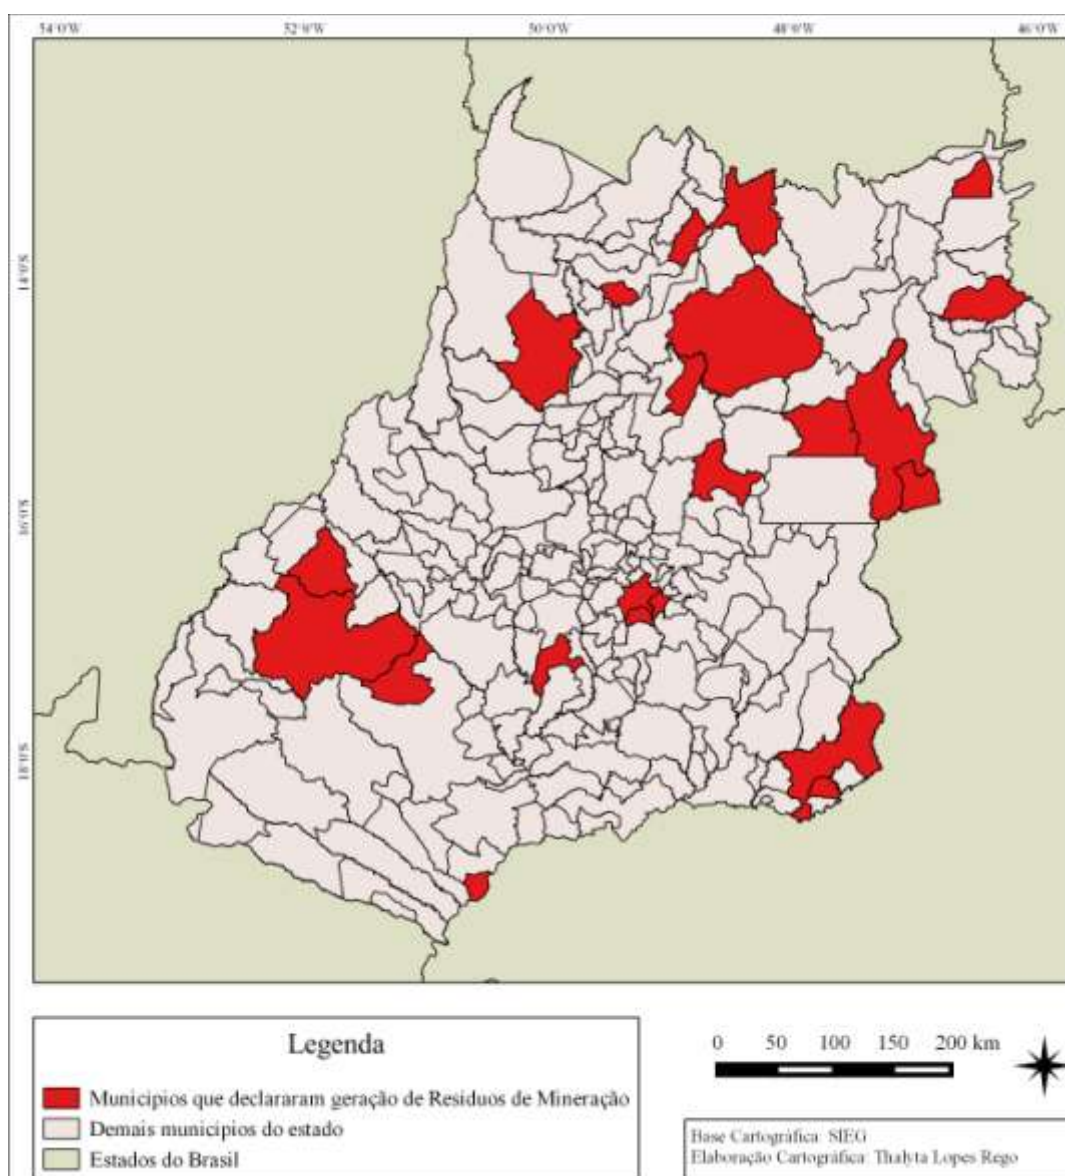 54°0'W 52°0'W 50°0'W 48°0'W 46°0'W
14°0'S
16°0'S
18°0'S
Legenda
Municipios que declararam geração de Resíduos de Mineração
Demais municipios do estado
Estados do Brasil
0 50 100 150 200 km
Base Cartográfica: SIEG
Elaboração Cartográfica: Thalyta Lopes Rego